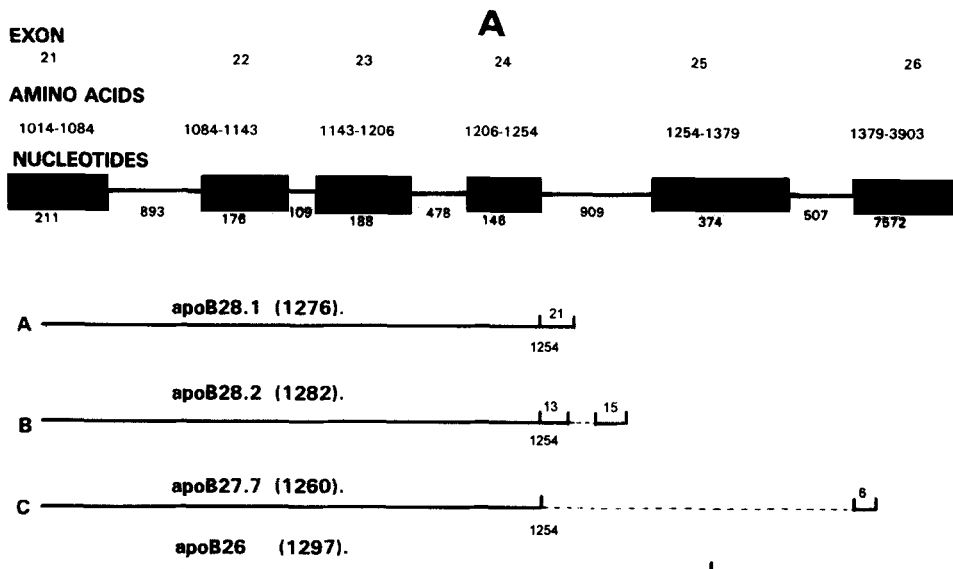 A
EXON
21 22 23 24 25 26
AMINO ACIDS
1014-1084 1084-1143 1143-1206 1206-1254 1254-1379 1379-3903
NUCLEOTIDES
211 893 176 109 188 478 146 909 374 507 7572
apoB28.1 (1276). 21
A
1254
apoB28.2 (1282). 13 15
B
1254
apoB27.7 (1260). 6
C
1254
apoB26 (1297).